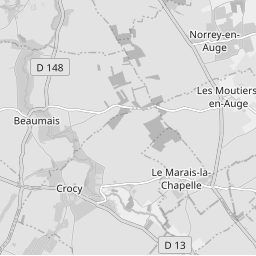 Norrey-en-
Auge
D 148
Les Moutiers-
en-Auge
Beaumais
Le Marais-la-
Chapelle
Crocy
D 13